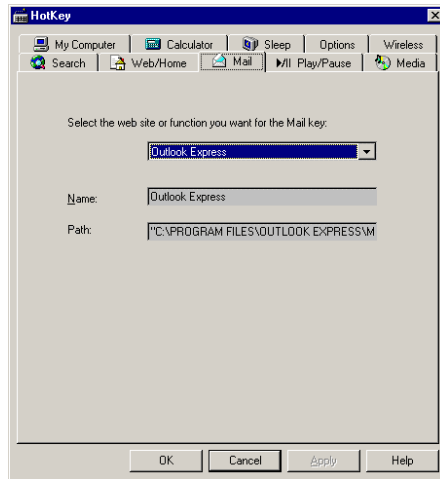 HotKey
My Computer Calculator Sleep Options Wireless
Search Web/Home Mail Play/Pause Media
Select the web site or function you want for the Mail key:
Outlook Express
Name: Outlook Express
Path: "C:\PROGRAM FILES\OUTLOOK EXPRESS\M
OK Cancel Apply Help